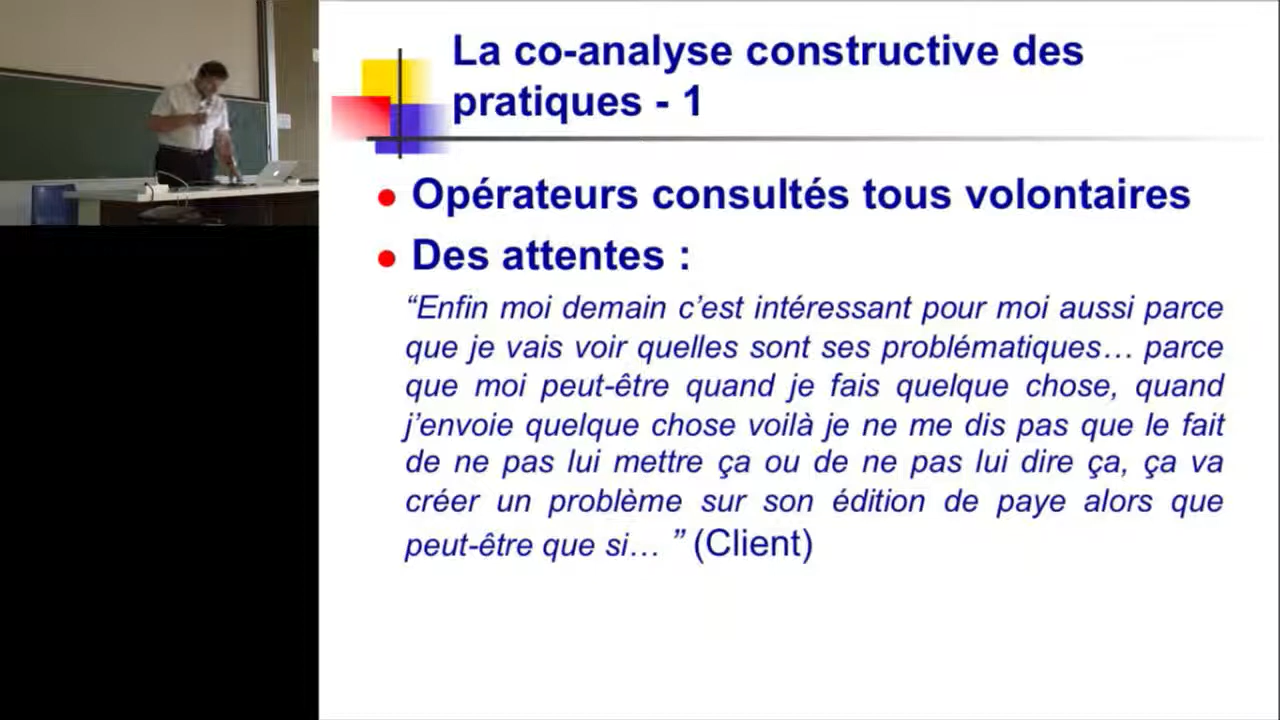 La co-analyse constructive des
pratiques - 1
Opérateurs consultés tous volontaires
Des attentes :
“Enfin moi demain c’est intéressant pour moi aussi parce
que je vais voir quelles sont ses problématiques… parce
que moi peut-être quand je fais quelque chose, quand
j’envoie quelque chose voilà je ne me dis pas que le fait
de ne pas lui mettre ça ou de ne pas lui dire ça, ça va
créer un problème sur son édition de paye alors que
peut-être que si… ” (Client)